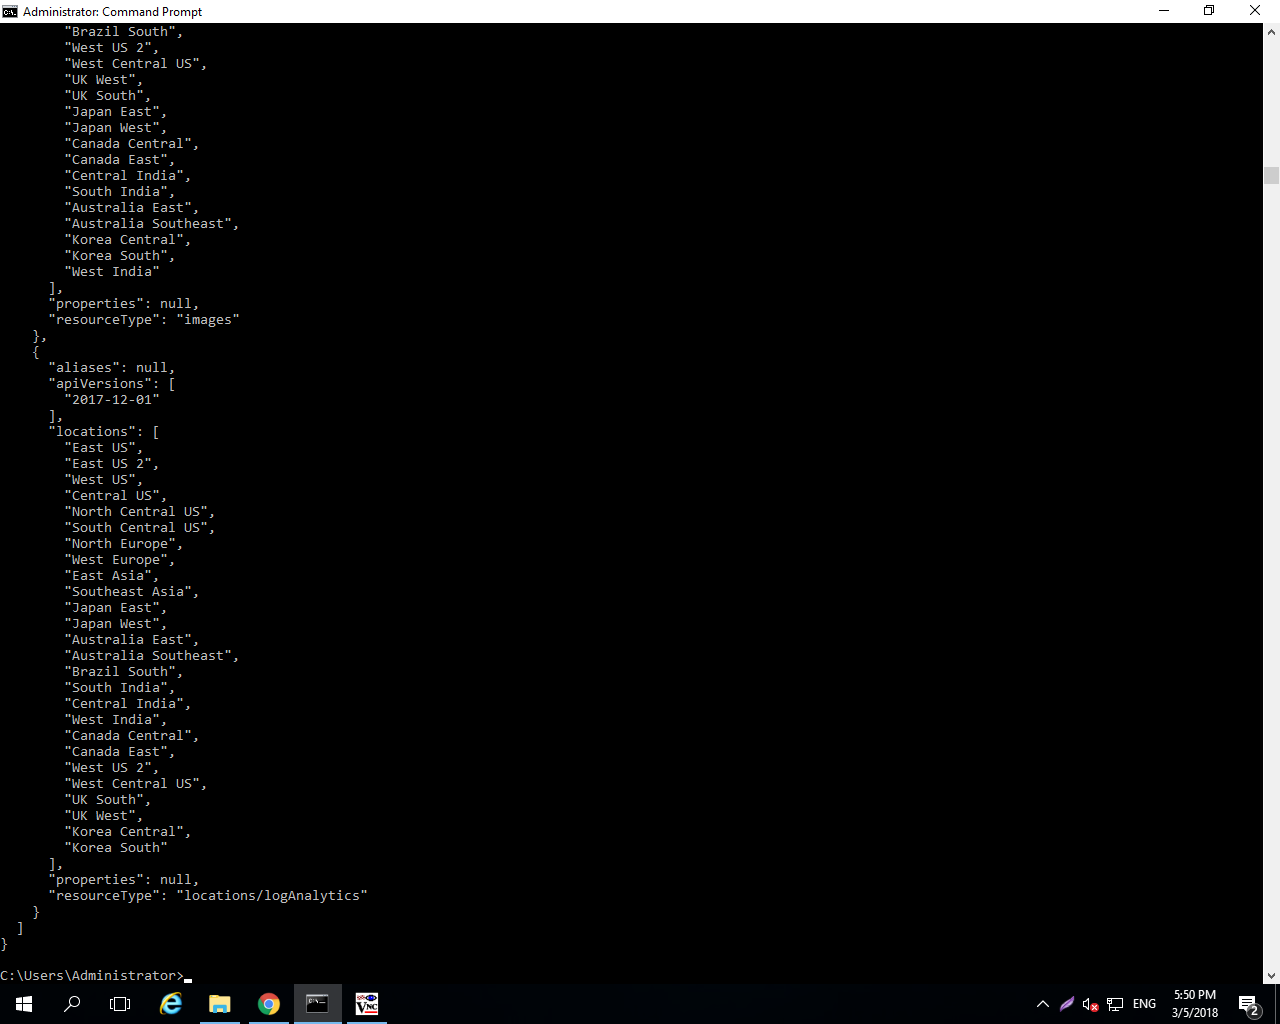 Administrator: Command Prompt
"Brazil South",
"West US 2",
"West Central US",
"UK West",
"UK South",
"Japan East",
"Japan West",
"Canada Central",
"Canada East",
"Central India",
"South India",
"Australia East",
"Australia Southeast",
"Korea Central",
"Korea South",
"West India"
],
"properties": null,
"resourceType": "images"
},
{
"aliases": null,
"apiVersions": [
"2017-12-01"
],
"locations": [
"East US",
"East US 2",
"West US",
"Central US",
"North Central US",
"South Central US",
"North Europe",
"West Europe",
"East Asia",
"Southeast Asia",
"Japan East",
"Japan West",
"Australia East",
"Australia Southeast",
"Brazil South",
"South India",
"Central India",
"West India",
"Canada Central",
"Canada East",
"West US 2",
"West Central US",
"UK South",
"UK West",
"Korea Central",
"Korea South"
],
"properties": null,
"resourceType": "locations/logAnalytics"
}
]
}
C:\Users\Administrator>
VNC
ENG
5:50 PM
3/5/2018
2